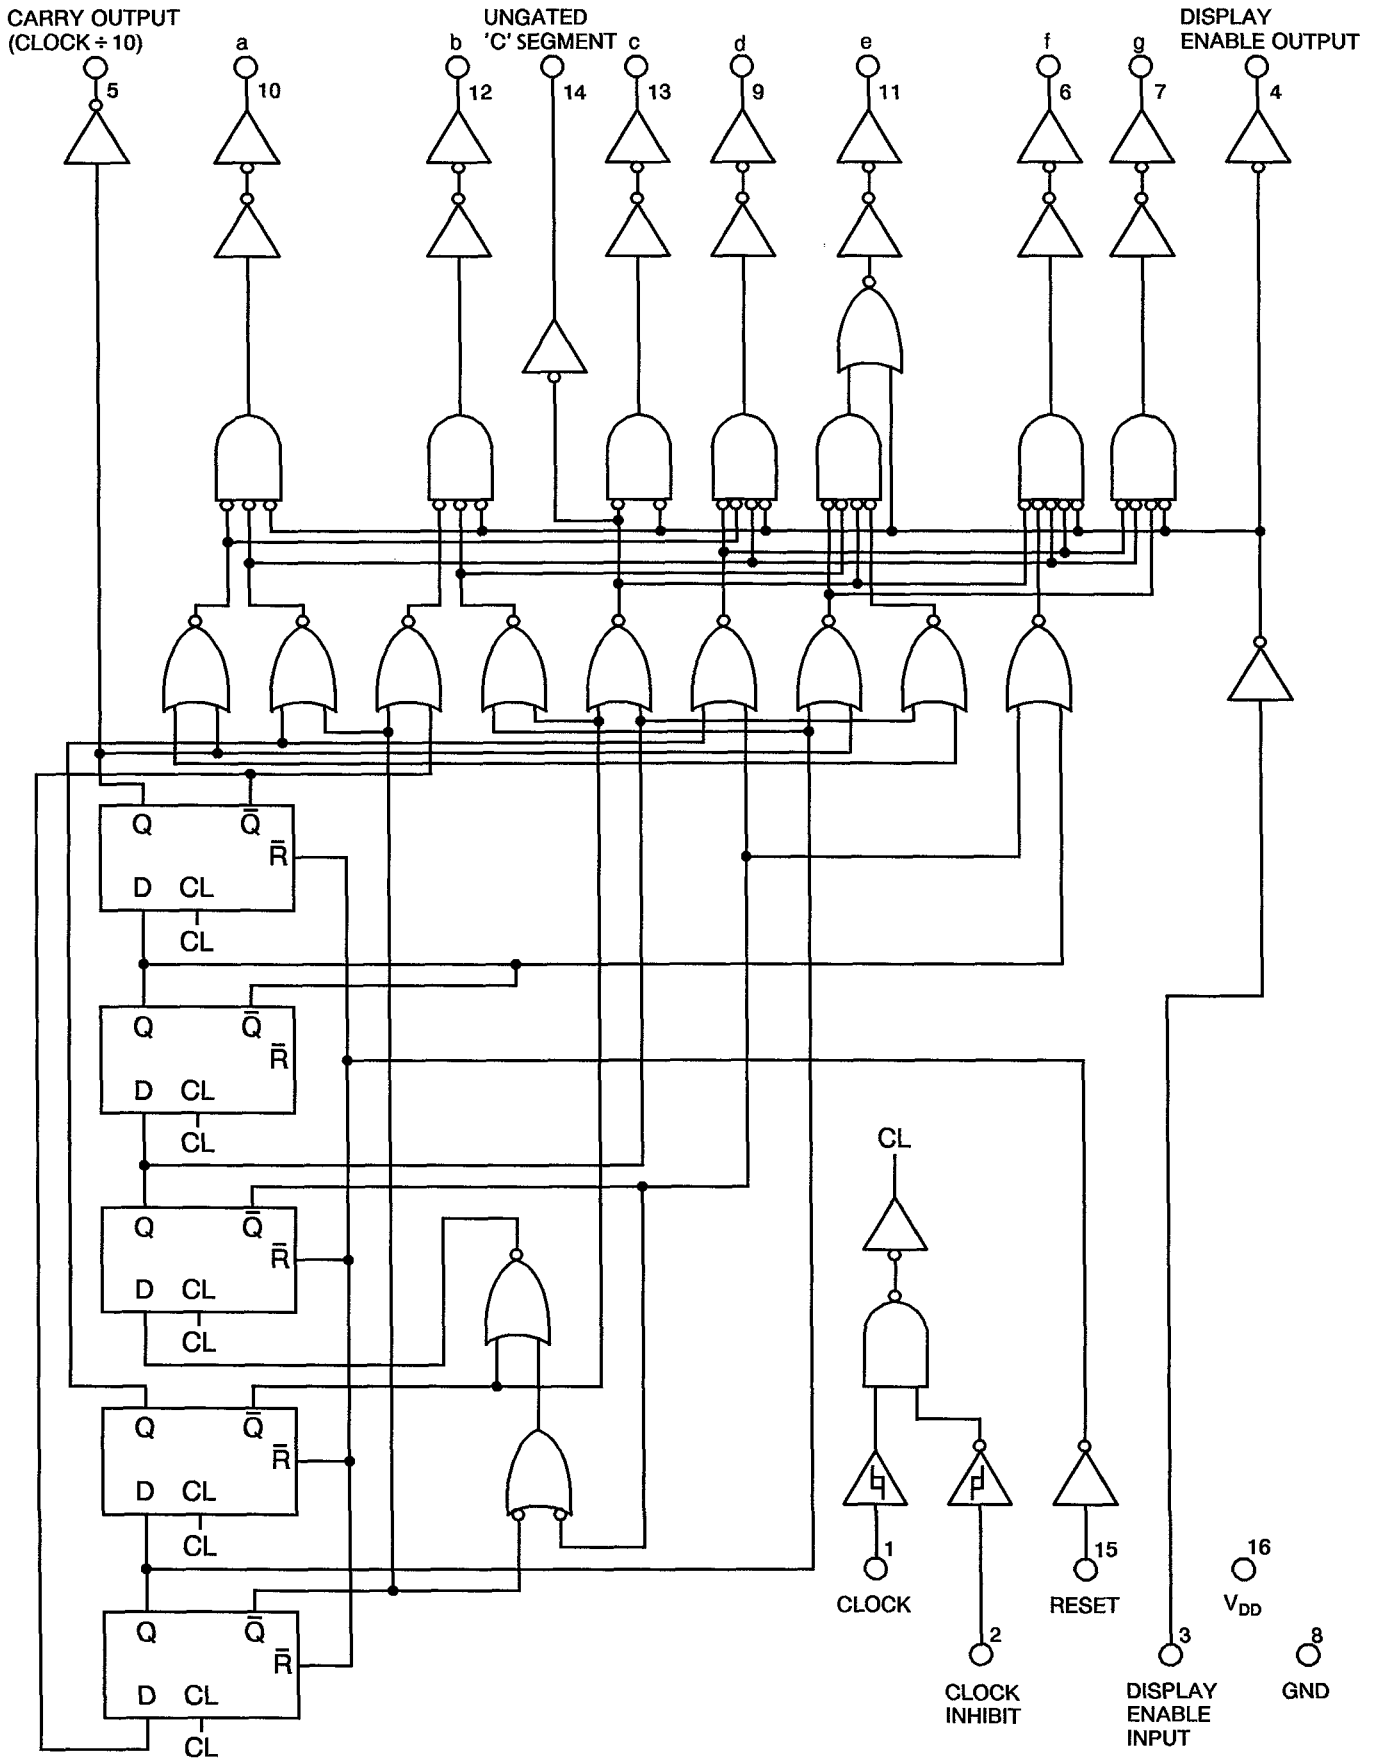 CARRY OUTPUT
(CLOCK ÷ 10)
UNGATED
'C' SEGMENT
DISPLAY
ENABLE OUTPUT
a
b
c
d
e
f
g
5
10
12
14
13
9
11
6
7
4
Q
Q̅
R̅
D
CL
CL
Q
Q̅
R̅
D
CL
CL
Q
Q̅
R̅
D
CL
CL
Q
Q̅
R̅
D
CL
CL
Q
Q̅
R̅
D
CL
CL
CL
1
CLOCK
2
CLOCK
INHIBIT
15
RESET
3
DISPLAY
ENABLE
INPUT
16
VDD
8
GND